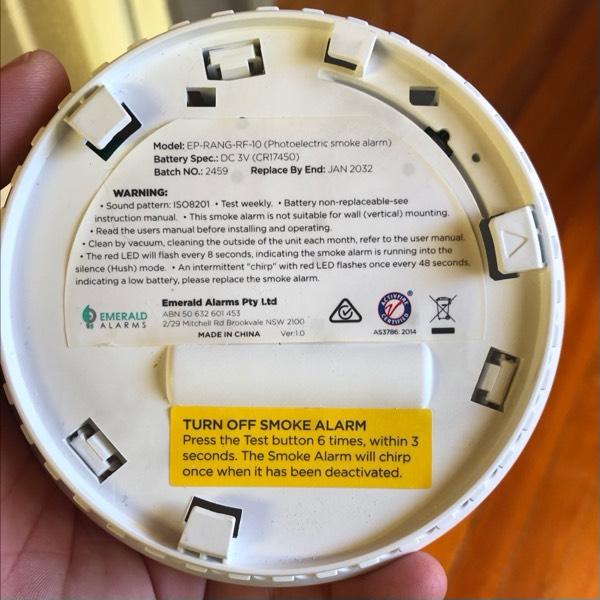 Model: EP-RANG-RF-10 (Photoelectric smoke alarm)
Battery Spec.: DC 3V (CR17450)
Batch NO.: 2459 Replace By End: JAN 2032
WARNING:
• Sound pattern: ISO8201 • Test weekly. • Battery non-replaceable-see
instruction manual. • This smoke alarm is not suitable for wall (vertical) mounting.
• Read the users manual before installing and operating.
• Clean by vacuum, cleaning the outside of the unit each month, refer to the user manual.
• The red LED will flash every 8 seconds, indicating the smoke alarm is running into the
silence (Hush) mode. • An intermittent "chirp" with red LED flashes once every 48 seconds,
indicating a low battery, please replace the smoke alarm.
EMERALD
ALARMS
Emerald Alarms Pty Ltd
ABN 50 632 601 453
2/29 Mitchell Rd Brookvale NSW 2100
MADE IN CHINA Ver:1.0
ACTIVFIRE
CERTIFIED
AS3786: 2014
TURN OFF SMOKE ALARM
Press the Test button 6 times, within 3
seconds. The Smoke Alarm will chirp
once when it has been deactivated.